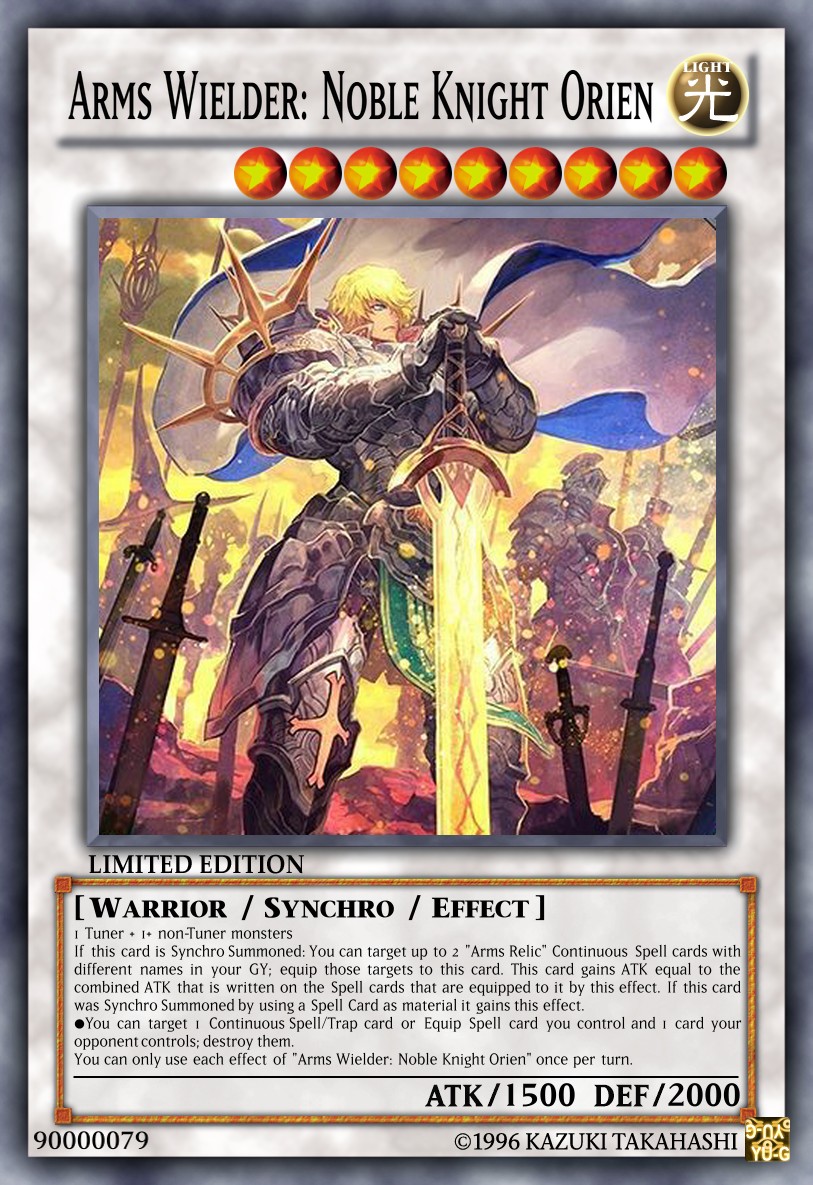 Arms Wielder: Noble Knight Orien
LIGHT
光
LIMITED EDITION
[ Warrior / Synchro / Effect ]
1 Tuner + 1+ non-Tuner monsters
If this card is Synchro Summoned: You can target up to 2 "Arms Relic" Continuous Spell cards with
different names in your GY; equip those targets to this card. This card gains ATK equal to the
combined ATK that is written on the Spell cards that are equipped to it by this effect. If this card
was Synchro Summoned by using a Spell Card as material it gains this effect.
●You can target 1 Continuous Spell/Trap card or Equip Spell card you control and 1 card your
opponent controls; destroy them.
You can only use each effect of "Arms Wielder: Noble Knight Orien" once per turn.
ATK/1500 DEF/2000
90000079
©1996 KAZUKI TAKAHASHI